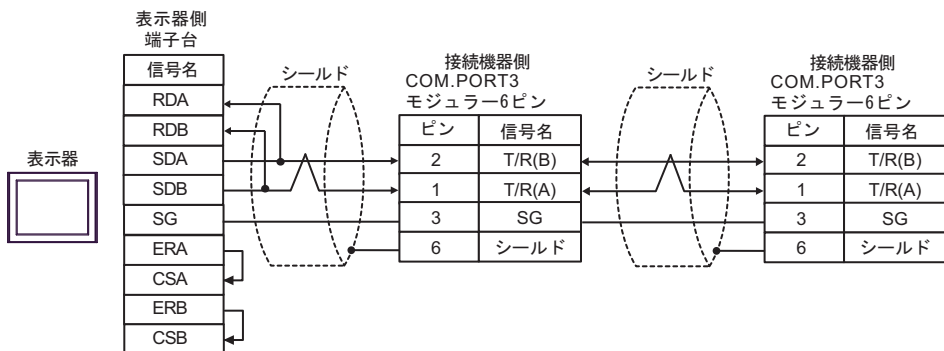 表示器
表示器側
端子台
信号名
RDA
RDB
SDA
SDB
SG
ERA
CSA
ERB
CSB
シールド
接続機器側
COM.PORT3
モジュラー6ピン
ピン 信号名
2 T/R(B)
1 T/R(A)
3 SG
6 シールド
シールド
接続機器側
COM.PORT3
モジュラー6ピン
ピン 信号名
2 T/R(B)
1 T/R(A)
3 SG
6 シールド